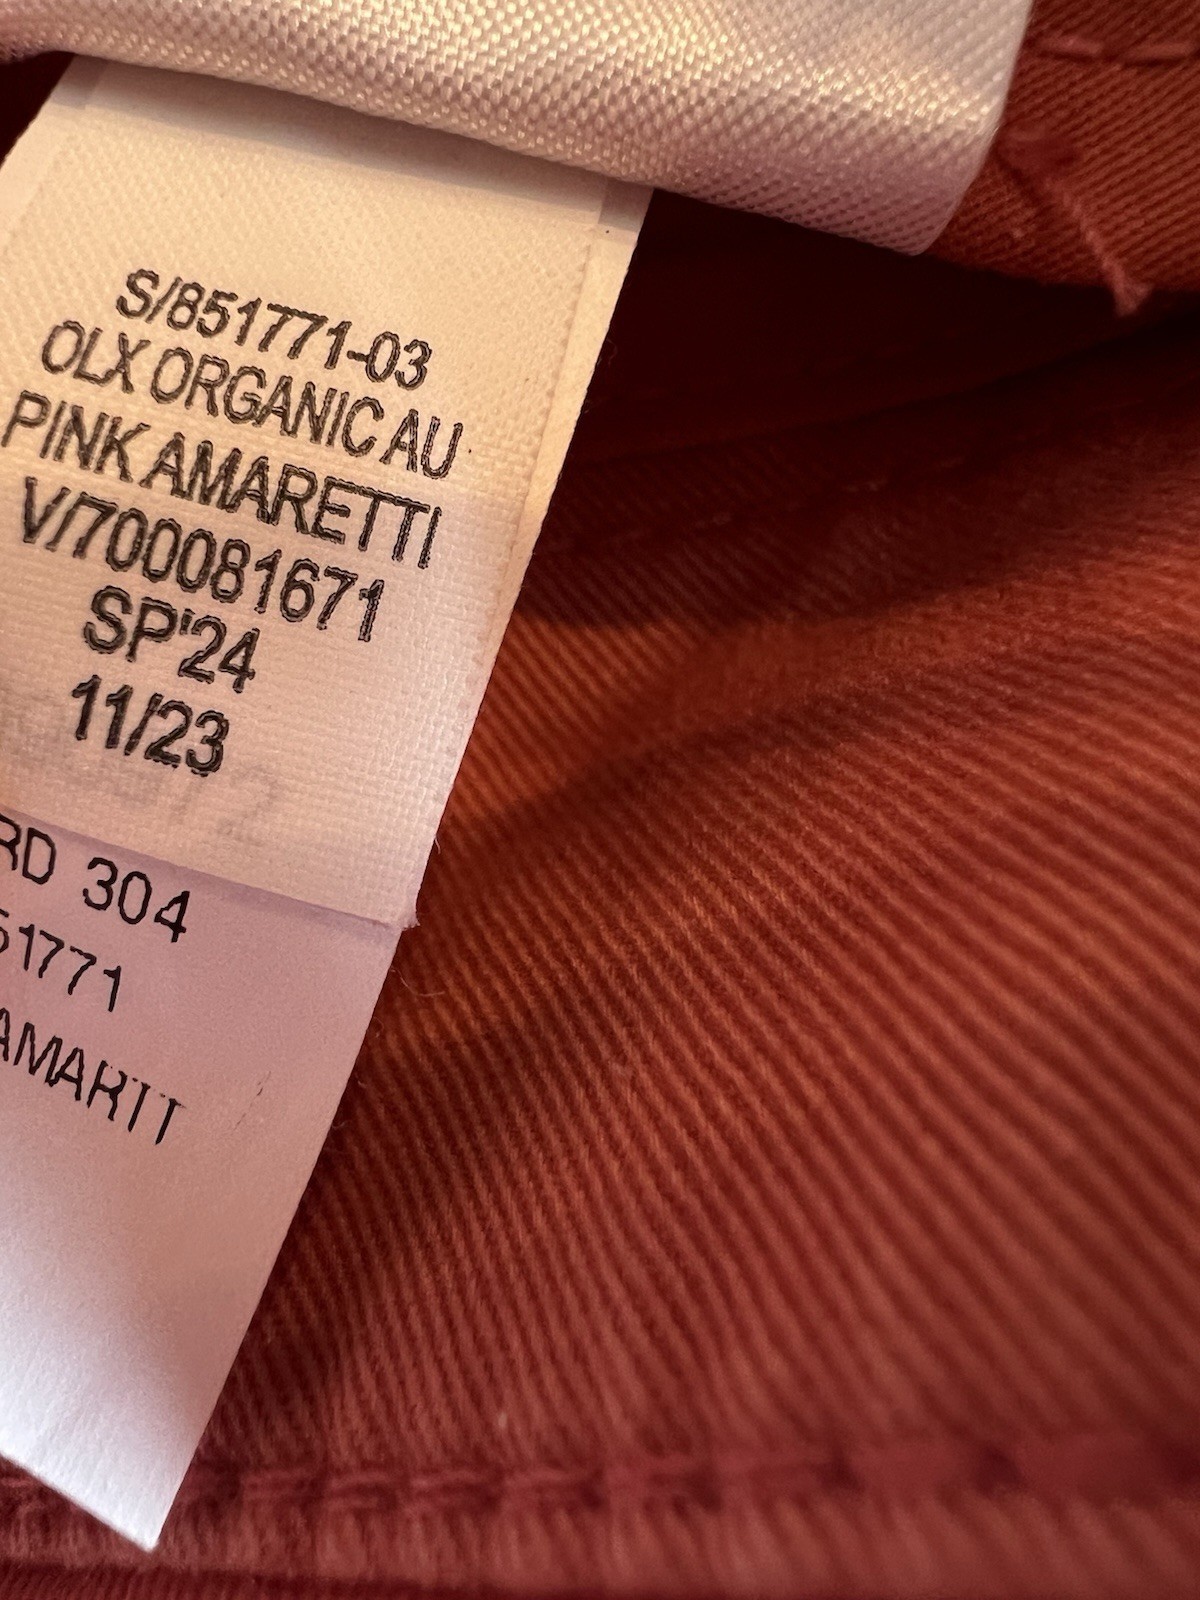 S/851771-03
OLX ORGANIC AU
PINK AMARETTI
V/700081671
SP'24
11/23
RD 304
51771
AMARTT